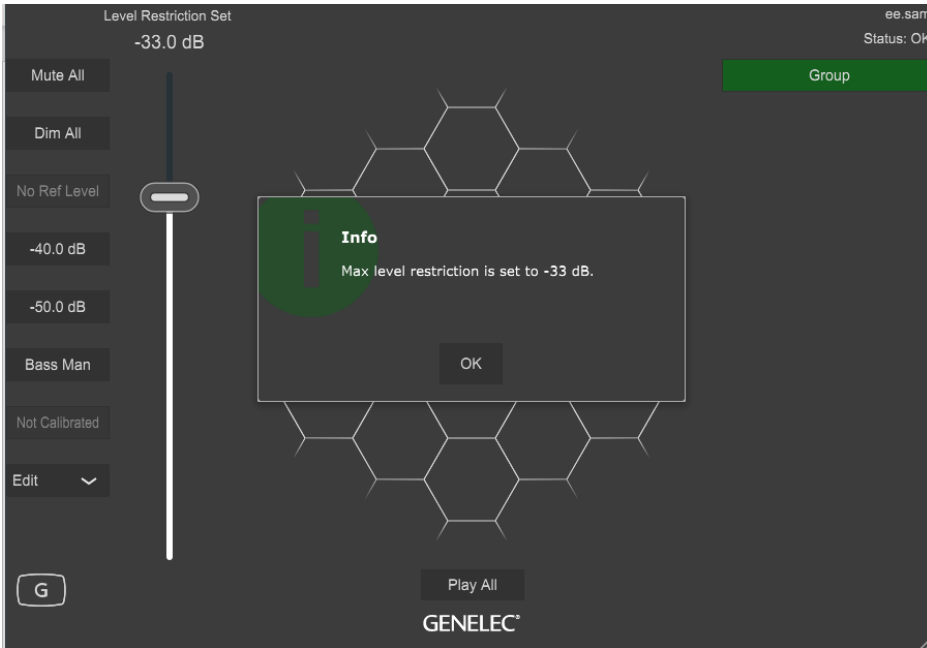 Level Restriction Set
-33.0 dB
ee.sam
Status: OK
Mute All
Group
Dim All
No Ref Level
-40.0 dB
-50.0 dB
Bass Man
Not Calibrated
Edit
Info
Max level restriction is set to -33 dB.
OK
G
Play All
GENELEC®